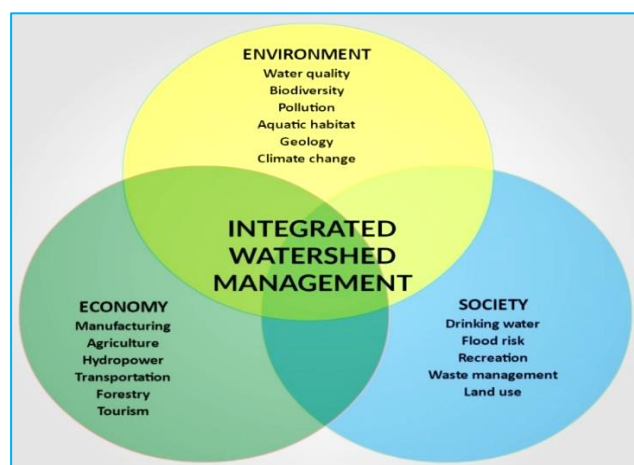 ENVIRONMENT
Water quality
Biodiversity
Pollution
Aquatic habitat
Geology
Climate change
INTEGRATED
WATERSHED
MANAGEMENT
ECONOMY
Manufacturing
Agriculture
Hydropower
Transportation
Forestry
Tourism
SOCIETY
Drinking water
Flood risk
Recreation
Waste management
Land use